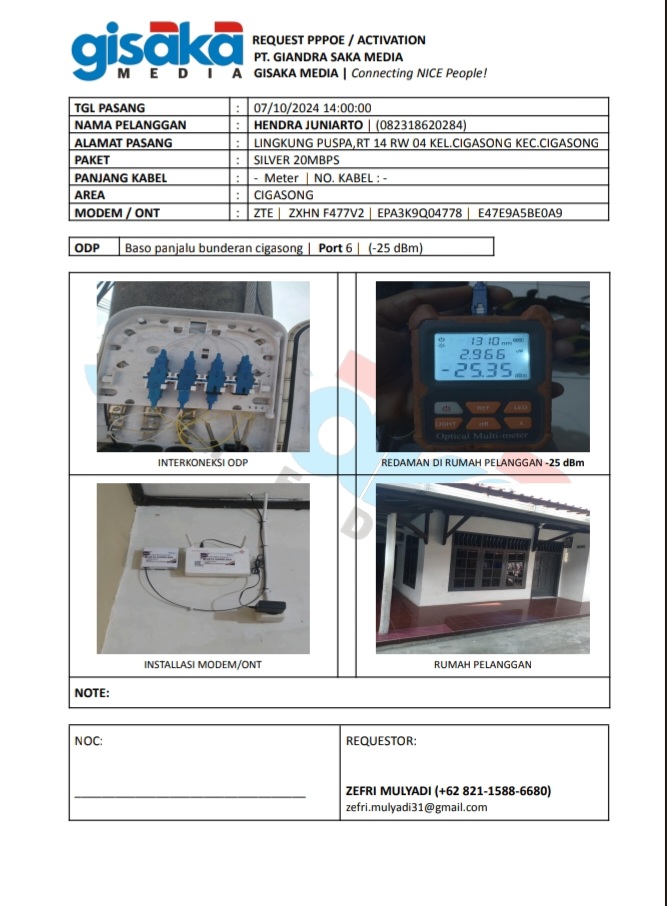 gisaka
MEDIA
REQUEST PPPOE / ACTIVATION
PT. GIANDRA SAKA MEDIA
GISAKA MEDIA | Connecting NICE People!
TGL PASANG : 07/10/2024 14:00:00
NAMA PELANGGAN : HENDRA JUNIARTO | (082318620284)
ALAMAT PASANG : LINGKUNG PUSPA,RT 14 RW 04 KEL.CIGASONG KEC.CIGASONG
PAKET : SILVER 20MBPS
PANJANG KABEL : - Meter | NO. KABEL : -
AREA : CIGASONG
MODEM / ONT : ZTE | ZXHN F477V2 | EPA3K9Q04778 | E47E9A5BE0A9
ODP Baso panjalu bunderan cigasong | Port 6 | (-25 dBm)
1310 nm
2.966
-25.35 dBm
REF LED
LIGHT dB
Optical Multi-meter
INTERKONEKSI ODP
REDAMAN DI RUMAH PELANGGAN -25 dBm
INSTALLASI MODEM/ONT
RUMAH PELANGGAN
NOTE:
NOC:
REQUESTOR:
ZEFRI MULYADI (+62 821-1588-6680)
zefri.mulyadi31@gmail.com